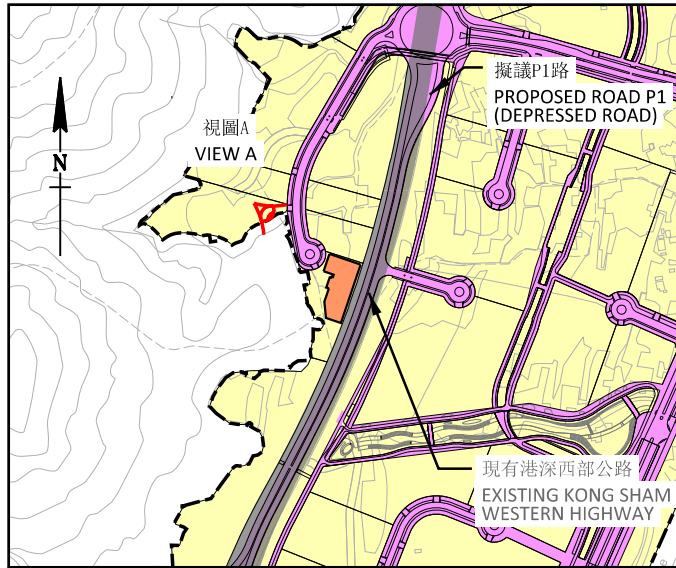 擬議P1路
PROPOSED ROAD P1
(DEPRESSED ROAD)
視圖A
VIEW A
N
現有港深西部公路
EXISTING KONG SHAM
WESTERN HIGHWAY